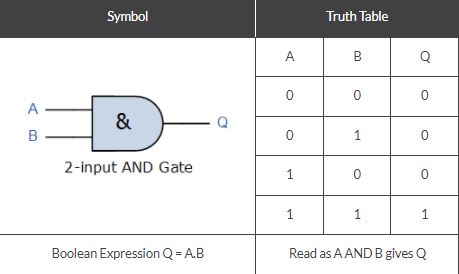 Symbol Truth Table
A B Q
0 0 0
A
& Q
B
0 1 0
2-input AND Gate
1 0 0
1 1 1
Boolean Expression Q = A.B Read as A AND B gives Q